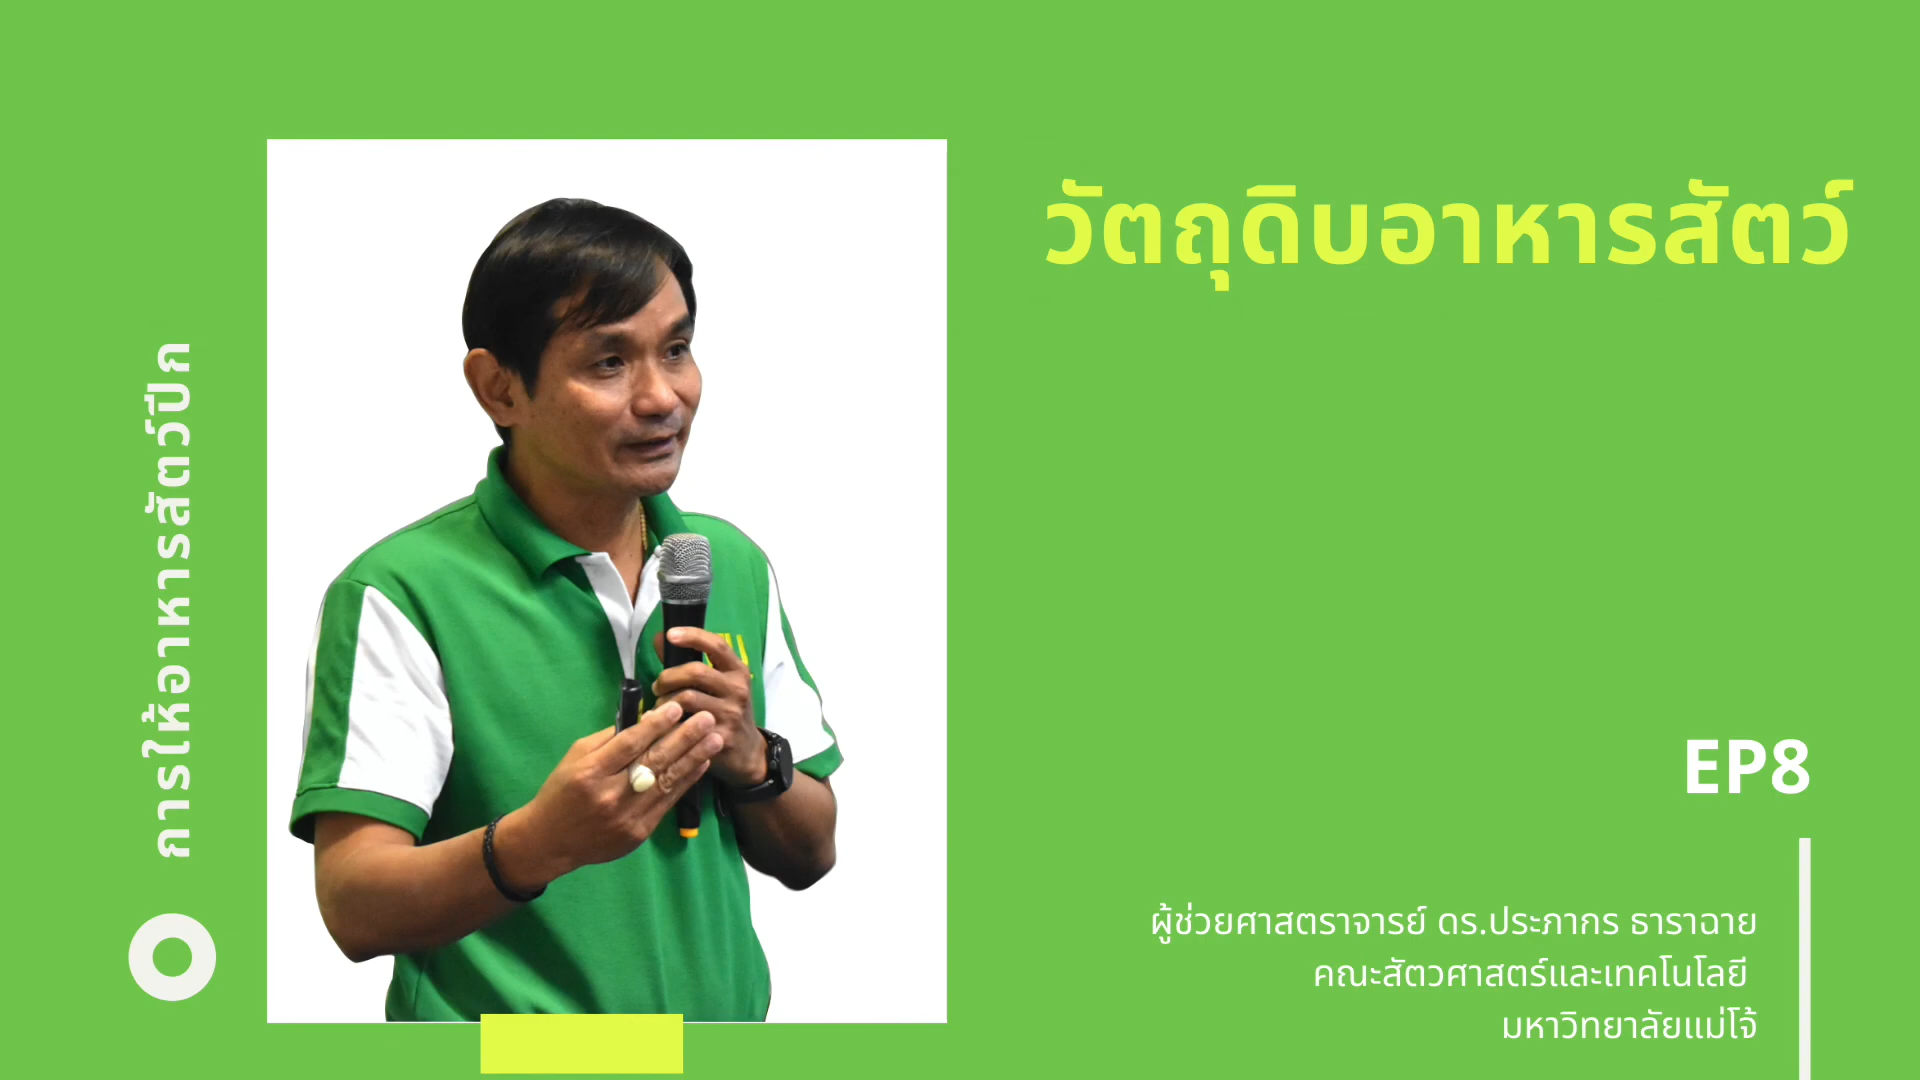 การให้อาหารสัตว์ปีก
วัตถุดิบอาหารสัตว์
EP8
ผู้ช่วยศาสตราจารย์ ดร.ประภากร ธาราฉาย
คณะสัตวศาสตร์และเทคโนโลยี
มหาวิทยาลัยแม่โจ้